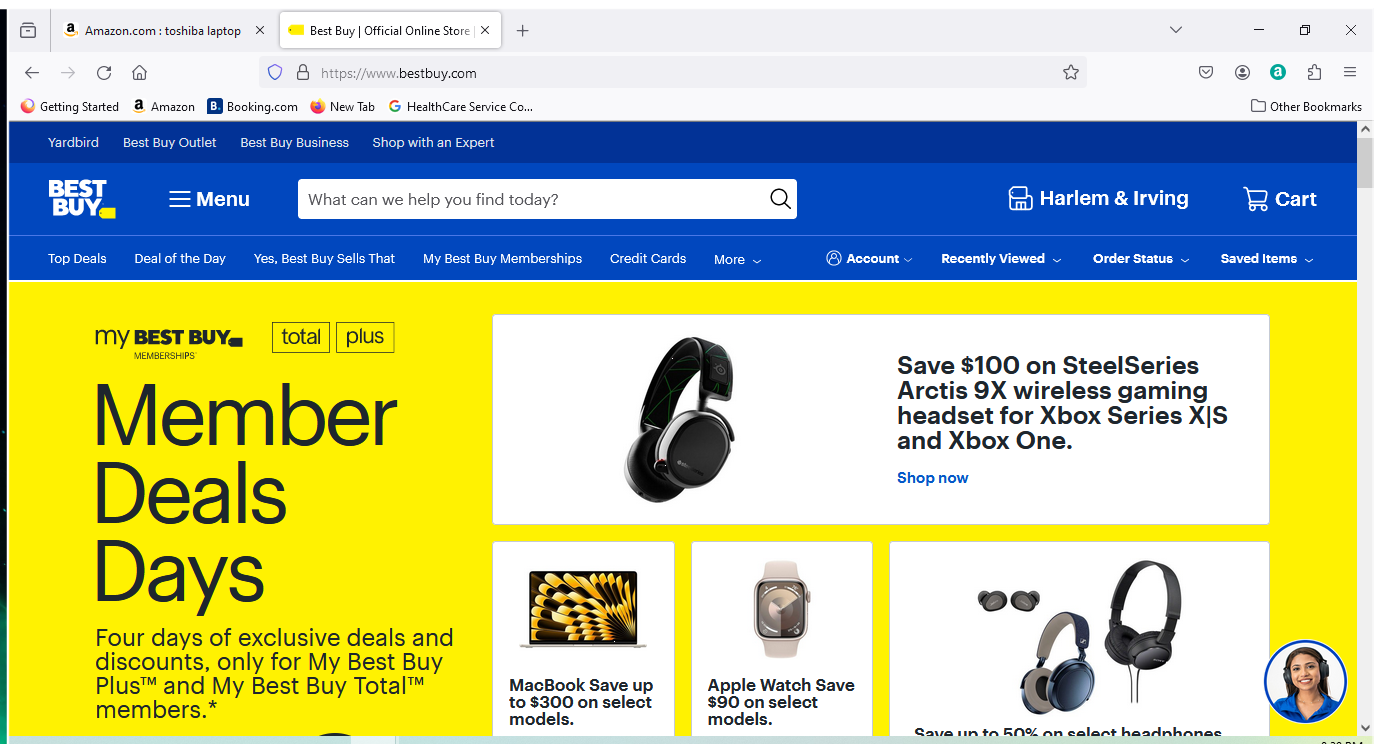 Amazon.com : toshiba laptop
Best Buy | Official Online Store |
https://www.bestbuy.com
Getting Started
Amazon
Booking.com
New Tab
HealthCare Service Co...
Other Bookmarks
Yardbird
Best Buy Outlet
Best Buy Business
Shop with an Expert
BEST
BUY
Menu
What can we help you find today?
Harlem & Irving
Cart
Top Deals
Deal of the Day
Yes, Best Buy Sells That
My Best Buy Memberships
Credit Cards
More
Account
Recently Viewed
Order Status
Saved Items
my BEST BUY
MEMBERSHIPS
total
plus
Member
Deals
Days
Four days of exclusive deals and
discounts, only for My Best Buy
Plus™ and My Best Buy Total™
members.*
Save $100 on SteelSeries
Arctis 9X wireless gaming
headset for Xbox Series X|S
and Xbox One.
Shop now
MacBook Save up
to $300 on select
models.
Apple Watch Save
$90 on select
models.
Save up to 50% on select headphones